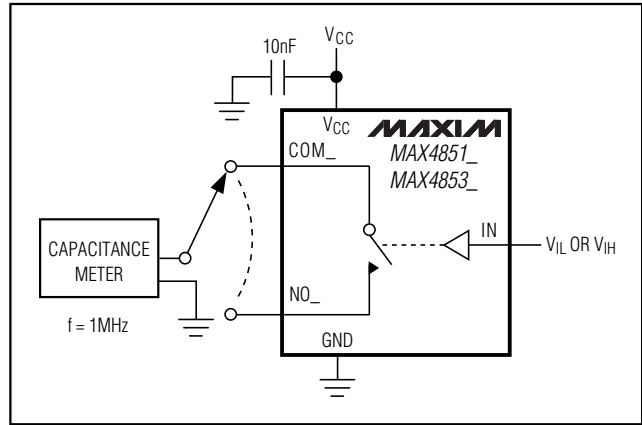 VCC
10nF
VCC
MAXIM
MAX4851_
MAX4853_
COM_
IN
VIL OR VIH
CAPACITANCE
METER
NO_
f = 1MHz
GND